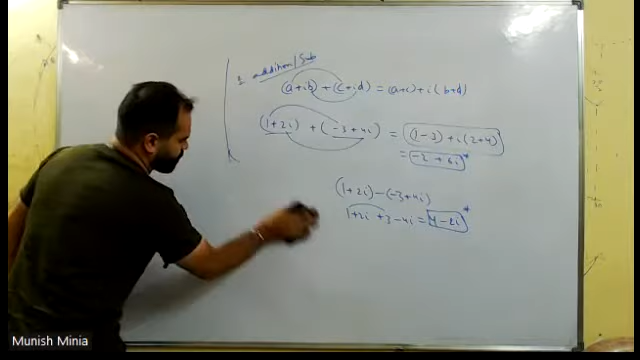 1 addition/Sub
(a+ib) + (c+id) = (a+c)+i(b+d)
(1+2i) + (-3+4i) = (1-3)+i(2+4)
= -2+6i *
(1+2i)-(-3+4i)
1+2i+3-4i = 4-2i *
Munish Minia